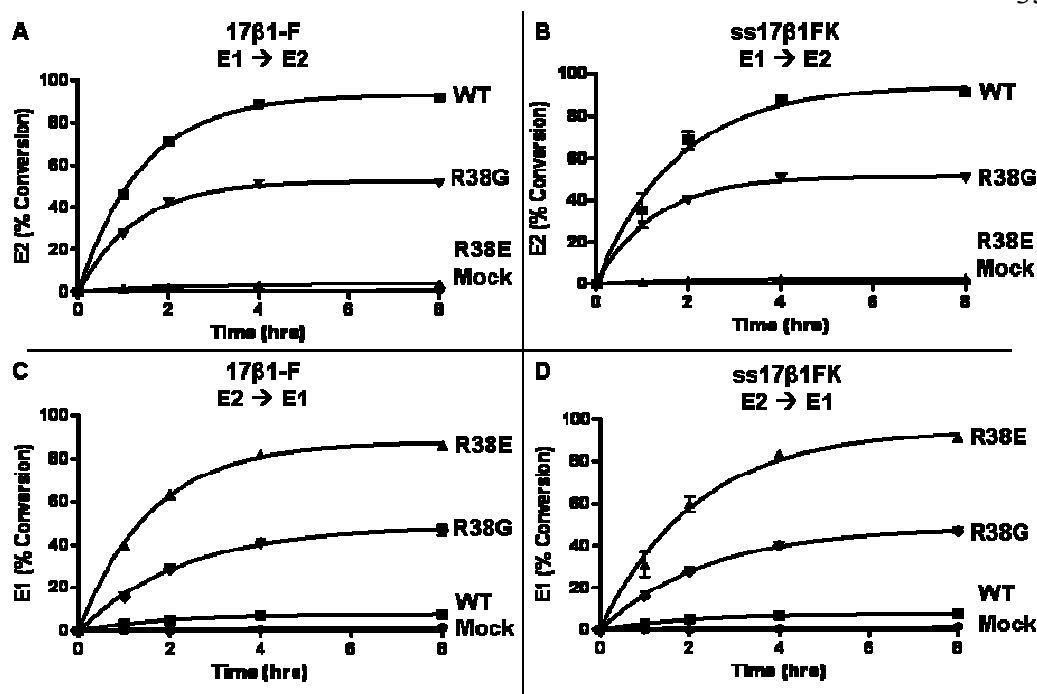 A
17β1-F
E1 → E2
E2 (% Conversion)
100
80
60
40
20
0
WT
R38G
R38E
Mock
0 2 4 6 8
Time (hrs)
B
ss17β1FK
E1 → E2
E2 (% Conversion)
100
80
60
40
20
0
WT
R38G
R38E
Mock
0 2 4 6 8
Time (hrs)
C
17β1-F
E2 → E1
E1 (% Conversion)
100
80
60
40
20
0
R38E
R38G
WT
Mock
0 2 4 6 8
Time (hrs)
D
ss17β1FK
E2 → E1
E1 (% Conversion)
100
80
60
40
20
0
R38E
R38G
WT
Mock
0 2 4 6 8
Time (hrs)